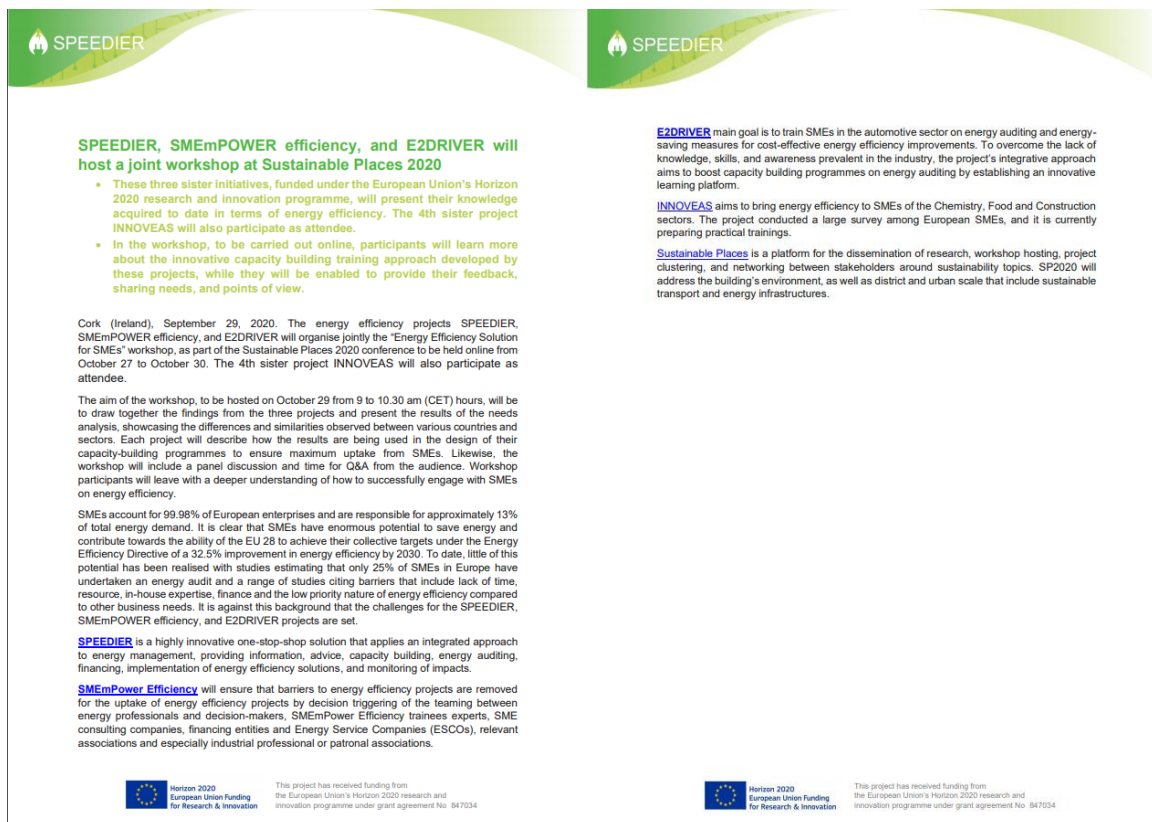 SPEEDIER
SPEEDIER, SMEmPOWER efficiency, and E2DRIVER will
host a joint workshop at Sustainable Places 2020
• These three sister initiatives, funded under the European Union's Horizon
2020 research and innovation programme, will present their knowledge
acquired to date in terms of energy efficiency. The 4th sister project
INNOVEAS will also participate as attendee.
• In the workshop, to be carried out online, participants will learn more
about the innovative capacity building training approach developed by
these projects, while they will be enabled to provide their feedback,
sharing needs, and points of view.
Cork (Ireland), September 29, 2020. The energy efficiency projects SPEEDIER,
SMEmPOWER efficiency, and E2DRIVER will organise jointly the "Energy Efficiency Solution
for SMEs" workshop, as part of the Sustainable Places 2020 conference to be held online from
October 27 to October 30. The 4th sister project INNOVEAS will also participate as
attendee.
The aim of the workshop, to be hosted on October 29 from 9 to 10.30 am (CET) hours, will be
to draw together the findings from the three projects and present the results of the needs
analysis, showcasing the differences and similarities observed between various countries and
sectors. Each project will describe how the results are being used in the design of their
capacity-building programmes to ensure maximum uptake from SMEs. Likewise, the
workshop will include a panel discussion and time for Q&A from the audience. Workshop
participants will leave with a deeper understanding of how to successfully engage with SMEs
on energy efficiency.
SMEs account for 99.98% of European enterprises and are responsible for approximately 13%
of total energy demand. It is clear that SMEs have enormous potential to save energy and
contribute towards the ability of the EU 28 to achieve their collective targets under the Energy
Efficiency Directive of a 32.5% improvement in energy efficiency by 2030. To date, little of this
potential has been realised with studies estimating that only 25% of SMEs in Europe have
undertaken an energy audit and a range of studies citing barriers that include lack of time,
resource, in-house expertise, finance and the low priority nature of energy efficiency compared
to other business needs. It is against this background that the challenges for the SPEEDIER,
SMEmPOWER efficiency, and E2DRIVER projects are set.
SPEEDIER is a highly innovative one-stop-shop solution that applies an integrated approach
to energy management, providing information, advice, capacity building, energy auditing,
financing, implementation of energy efficiency solutions, and monitoring of impacts.
SMEmPower Efficiency will ensure that barriers to energy efficiency projects are removed
for the uptake of energy efficiency projects by decision triggering of the teaming between
energy professionals and decision-makers, SMEmPower Efficiency trainees experts, SME
consulting companies, financing entities and Energy Service Companies (ESCOs), relevant
associations and especially industrial professional or patronal associations.
Horizon 2020
European Union Funding
for Research & Innovation
This project has received funding from
the European Union's Horizon 2020 research and
innovation programme under grant agreement No 847034
SPEEDIER
E2DRIVER main goal is to train SMEs in the automotive sector on energy auditing and energy-
saving measures for cost-effective energy efficiency improvements. To overcome the lack of
knowledge, skills, and awareness prevalent in the industry, the project's integrative approach
aims to boost capacity building programmes on energy auditing by establishing an innovative
learning platform.
INNOVEAS aims to bring energy efficiency to SMEs of the Chemistry, Food and Construction
sectors. The project conducted a large survey among European SMEs, and it is currently
preparing practical trainings.
Sustainable Places is a platform for the dissemination of research, workshop hosting, project
clustering, and networking between stakeholders around sustainability topics. SP2020 will
address the building's environment, as well as district and urban scale that include sustainable
transport and energy infrastructures.
Horizon 2020
European Union Funding
for Research & Innovation
This project has received funding from
the European Union's Horizon 2020 research and
innovation programme under grant agreement No 847034